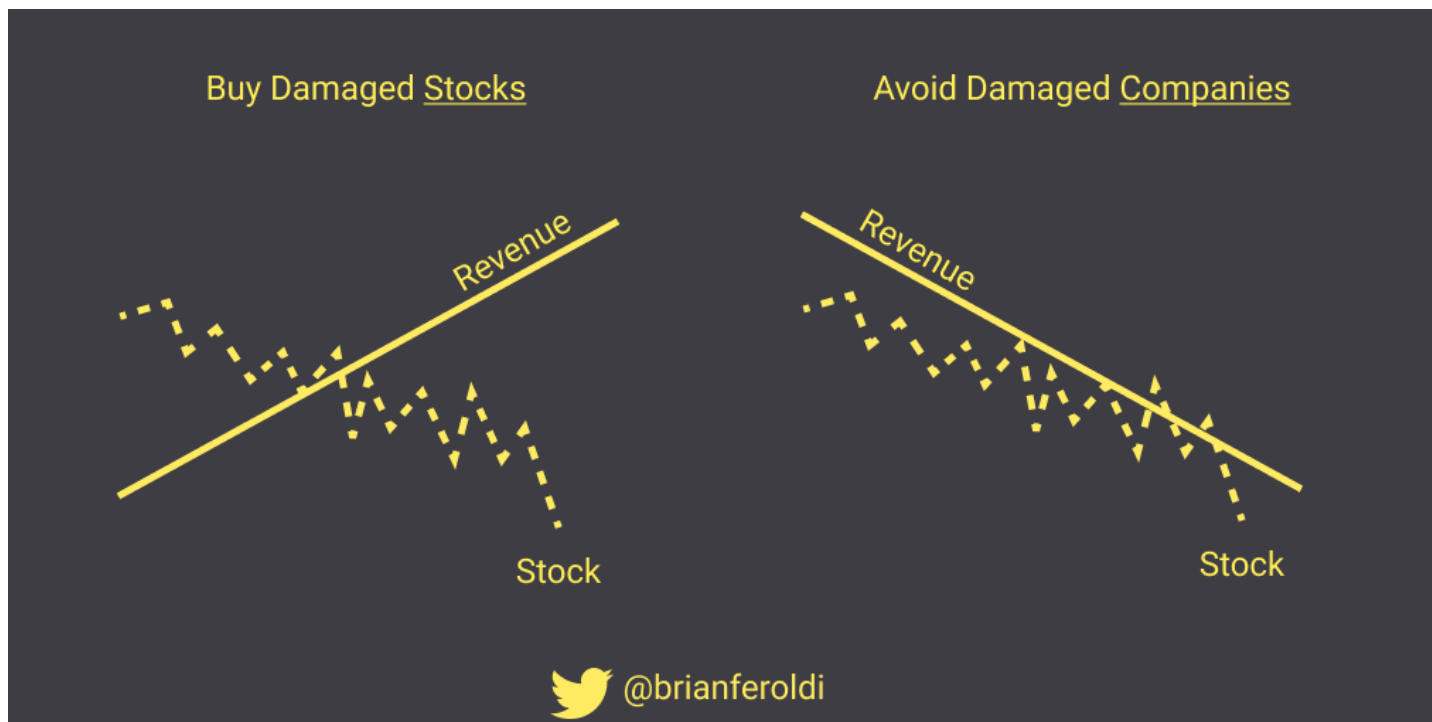 Buy Damaged Stocks
Avoid Damaged Companies
Revenue
Stock
Revenue
Stock
@brianferoldi